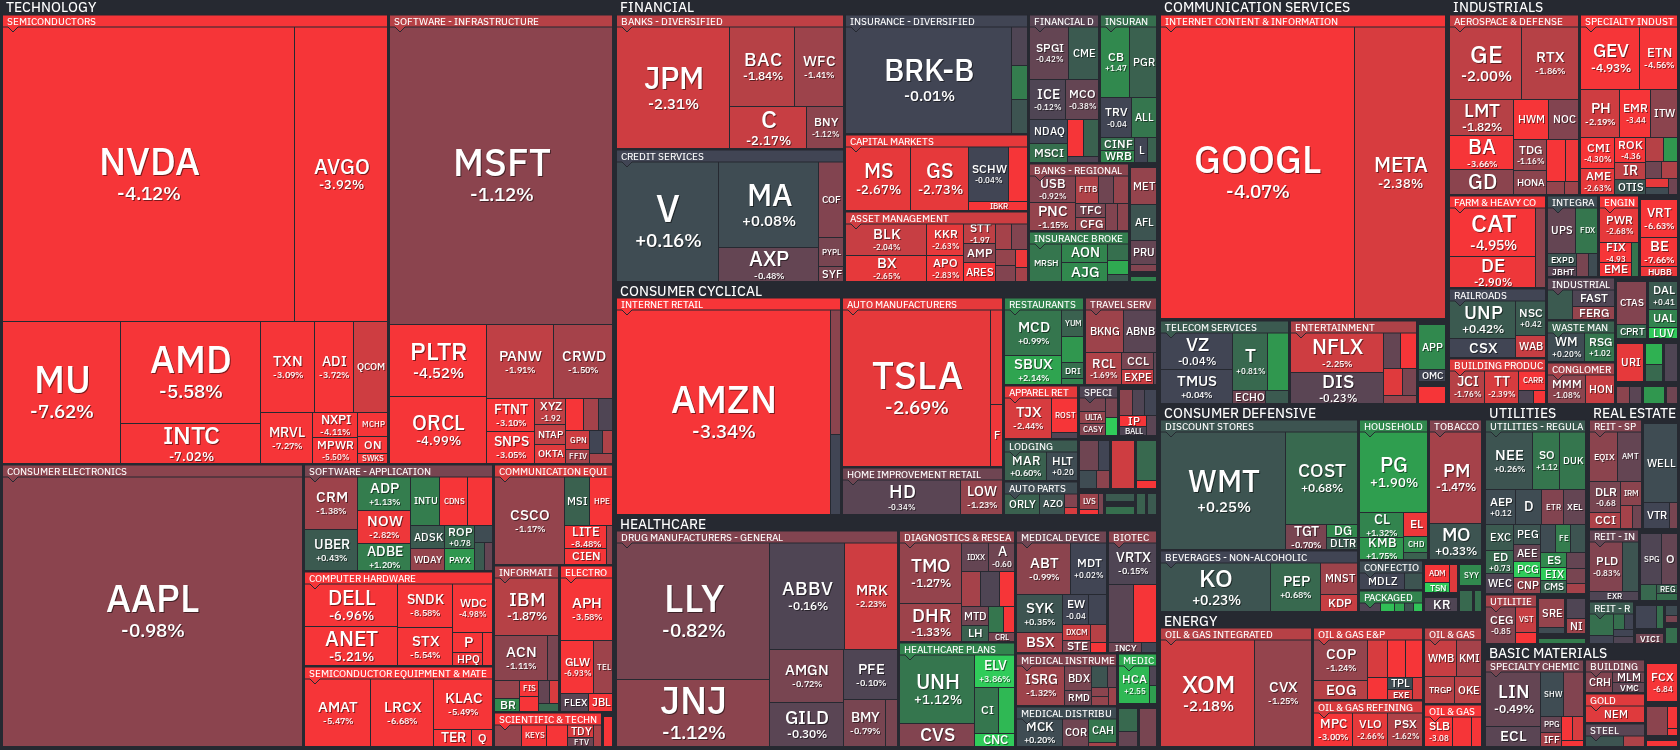 TECHNOLOGY
SEMICONDUCTORS
NVDA
-4.12%
AVGO
-3.92%
MU
-7.62%
AMD
-5.58%
INTC
-7.02%
TXN
-3.09%
ADI
-3.72%
QCOM
MRVL
-7.27%
NXPI
-4.11%
MCHP
MPWR
-5.50%
ON
SWKS
SOFTWARE - INFRASTRUCTURE
MSFT
-1.12%
PLTR
-4.52%
ORCL
-4.99%
PANW
-1.91%
CRWD
-1.50%
FTNT
-3.10%
SNPS
-3.05%
XYZ
-1.92
NTAP
OKTA
GPN
FFIV
CONSUMER ELECTRONICS
AAPL
-0.98%
SOFTWARE - APPLICATION
CRM
-1.38%
UBER
+0.43%
ADP
+1.13%
NOW
-2.82%
ADBE
+1.20%
INTU
CDNS
ADSK
ROP
+0.78
WDAY
PAYX
COMMUNICATION EQUI
CSCO
-1.17%
MSI
HPE
LITE
-8.48%
CIEN
COMPUTER HARDWARE
DELL
-6.96%
ANET
-5.21%
SNDK
-8.58%
STX
-5.54%
WDC
-4.98%
P
HPQ
INFORMATI
IBM
-1.87%
ACN
-1.11%
FIS
BR
ELECTRO
APH
-3.58%
GLW
-6.93%
TEL
FLEX
JBL
SEMICONDUCTOR EQUIPMENT & MATE
AMAT
-5.47%
LRCX
-6.68%
KLAC
-5.49%
TER
Q
SCIENTIFIC & TECHN
KEYS
TDY
FTV
FINANCIAL
BANKS - DIVERSIFIED
JPM
-2.31%
BAC
-1.84%
WFC
-1.41%
C
-2.17%
BNY
-1.12%
CREDIT SERVICES
V
+0.16%
MA
+0.08%
AXP
-0.48%
COF
PYPL
SYF
INSURANCE - DIVERSIFIED
BRK-B
-0.01%
CAPITAL MARKETS
MS
-2.67%
GS
-2.73%
SCHW
-0.04%
IBKR
ASSET MANAGEMENT
BLK
-2.04%
BX
-2.65%
KKR
-2.63%
APO
-2.83%
STT
-1.97
AMP
ARES
FINANCIAL D
SPGI
-0.42%
CME
ICE
-0.12%
MCO
-0.38%
NDAQ
MSCI
INSURAN
CB
+1.47
PGR
TRV
-0.04
ALL
CINF
WRB
L
BANKS - REGIONAL
USB
-0.92%
FITB
PNC
-1.15%
TFC
CFG
INSURANCE BROKE
MRSH
AON
AJG
MET
AFL
PRU
CONSUMER CYCLICAL
INTERNET RETAIL
AMZN
-3.34%
AUTO MANUFACTURERS
TSLA
-2.69%
F
HOME IMPROVEMENT RETAIL
HD
-0.34%
LOW
-1.23%
RESTAURANTS
MCD
+0.99%
YUM
SBUX
+2.14%
DRI
TRAVEL SERV
BKNG
ABNB
RCL
-1.69%
CCL
EXPE
APPAREL RET
TJX
-2.44%
ROST
SPECI
ULTA
CASY
IP
BALL
LODGING
MAR
+0.60%
HLT
+0.20
AUTO PARTS
ORLY
AZO
LVS
HEALTHCARE
DRUG MANUFACTURERS - GENERAL
LLY
-0.82%
JNJ
-1.12%
ABBV
-0.16%
MRK
-2.23%
AMGN
-0.72%
PFE
-0.10%
GILD
-0.30%
BMY
-0.79%
DIAGNOSTICS & RESEA
TMO
-1.27%
DHR
-1.33%
IDXX
A
-0.60
MTD
LH
CRL
HEALTHCARE PLANS
UNH
+1.12%
CVS
ELV
+3.86%
CI
CNC
MEDICAL DEVICE
ABT
-0.99%
MDT
+0.02%
SYK
+0.35%
EW
-0.04
BSX
DXCM
STE
MEDICAL INSTRUME
ISRG
-1.32%
BDX
RMD
MEDICAL DISTRIBU
MCK
+0.20%
COR
CAH
BIOTEC
VRTX
-0.15%
INCY
MEDIC
HCA
+2.55
COMMUNICATION SERVICES
INTERNET CONTENT & INFORMATION
GOOGL
-4.07%
META
-2.38%
TELECOM SERVICES
VZ
-0.04%
TMUS
+0.04%
T
+0.81%
ECHO
ENTERTAINMENT
NFLX
-2.25%
DIS
-0.23%
APP
OMC
INDUSTRIALS
AEROSPACE & DEFENSE
GE
-2.00%
RTX
-1.86%
LMT
-1.82%
HWM
NOC
BA
-3.66%
TDG
-1.16%
GD
HONA
SPECIALTY INDUST
GEV
-4.93%
ETN
-4.56%
PH
-2.19%
EMR
-3.44
ITW
CMI
-4.30%
ROK
-4.36
AME
-2.63%
IR
OTIS
FARM & HEAVY CO
CAT
-4.95%
DE
-2.90%
INTEGRA
UPS
FDX
EXPD
JBHT
ENGIN
PWR
-2.68%
FIX
-4.93
EME
VRT
-6.63%
BE
-7.66%
HUBB
RAILROADS
UNP
+0.42%
NSC
+0.42
CSX
WAB
INDUSTRIAL
FAST
FERG
CTAS
CPRT
DAL
+0.41
UAL
LUV
WASTE MAN
WM
+0.20%
RSG
+1.02
URI
BUILDING PRODUC
JCI
-1.76%
TT
-2.39%
CARR
CONGLOMER
MMM
-1.08%
HON
CONSUMER DEFENSIVE
DISCOUNT STORES
WMT
+0.25%
COST
+0.68%
TGT
-0.70%
DG
DLTR
HOUSEHOLD
PG
+1.90%
CL
+1.32%
KMB
+1.75%
EL
CHD
TOBACCO
PM
-1.47%
MO
+0.33%
BEVERAGES - NON-ALCOHOLIC
KO
+0.23%
PEP
+0.68%
MNST
KDP
CONFECTIO
MDLZ
PACKAGED
ADM
TSN
SYY
KR
UTILITIES
UTILITIES - REGULA
NEE
+0.26%
SO
+1.12
DUK
AEP
+0.12
D
ETR
XEL
EXC
PEG
FE
ED
+0.73
AEE
ES
PCG
EIX
WEC
CNP
CMS
UTILITIE
CEG
-0.85
VST
SRE
NI
REAL ESTATE
REIT - SP
EQIX
AMT
DLR
-0.68
IRM
CCI
WELL
VTR
REIT - IN
PLD
-0.83%
EXR
SPG
O
REG
REIT - R
VICI
ENERGY
OIL & GAS INTEGRATED
XOM
-2.18%
CVX
-1.25%
OIL & GAS E&P
COP
-1.24%
EOG
TPL
EXE
OIL & GAS
WMB
KMI
TRGP
OKE
OIL & GAS REFINING
MPC
-3.00%
VLO
-2.66%
PSX
-1.62%
OIL & GAS
SLB
-3.08
BASIC MATERIALS
SPECIALTY CHEMIC
LIN
-0.49%
SHW
ECL
PPG
IFF
BUILDING
CRH
MLM
VMC
FCX
-6.84
GOLD
NEM
STEEL